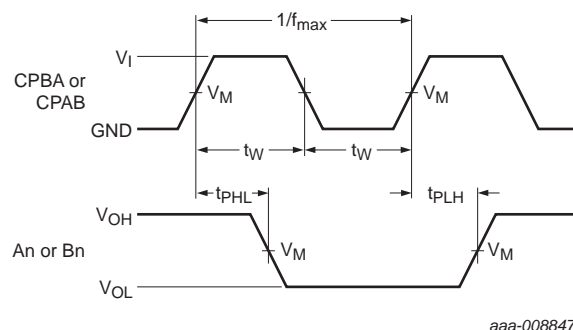 1/fmax
VI
CPBA or
CPAB
VM
VM
GND
tW
tW
tPHL
tPLH
VOH
An or Bn
VM
VM
VOL
aaa-008847